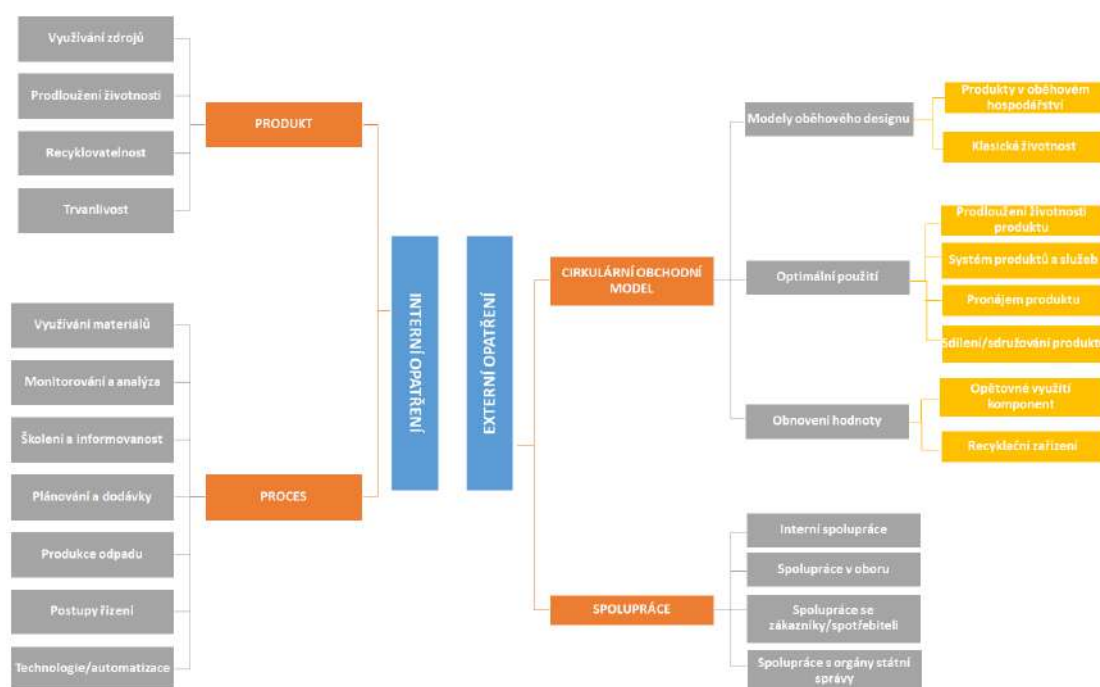 Využívání zdrojů
Prodloužení životnosti
Recyklovatelnost
Trvanlivost
PRODUKT
Využívání materiálů
Monitorování a analýza
Školení a informovanost
Plánování a dodávky
Produkce odpadu
Postupy řízení
Technologie/automatizace
PROCES
INTERNÍ OPATŘENÍ
EXTERNÍ OPATŘENÍ
CIRKULÁRNÍ OBCHODNÍ
MODEL
Modely oběhového designu
Produkty v oběhovém
hospodářství
Klasická životnost
Optimální použití
Prodloužení životnosti
produktu
Systém produktů a služeb
Pronájem produktu
Sdílení/sdružování produkt
Obnovení hodnoty
Opětovné využití
komponent
Recyklační zařízení
SPOLUPRÁCE
Interní spolupráce
Spolupráce v oboru
Spolupráce se
zákazníky/spotřebiteli
Spolupráce s orgány státní
správy